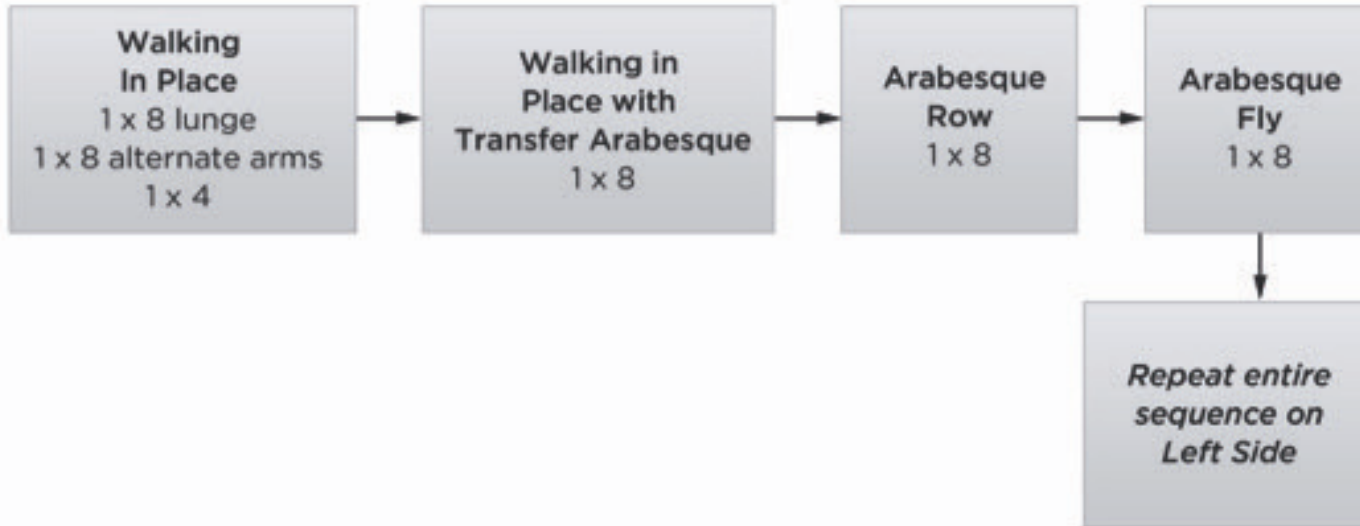 Walking
In Place
1 x 8 lunge
1 x 8 alternate arms
1 x 4
Walking in
Place with
Transfer Arabesque
1 x 8
Arabesque
Row
1 x 8
Arabesque
Fly
1 x 8
Repeat entire
sequence on
Left Side